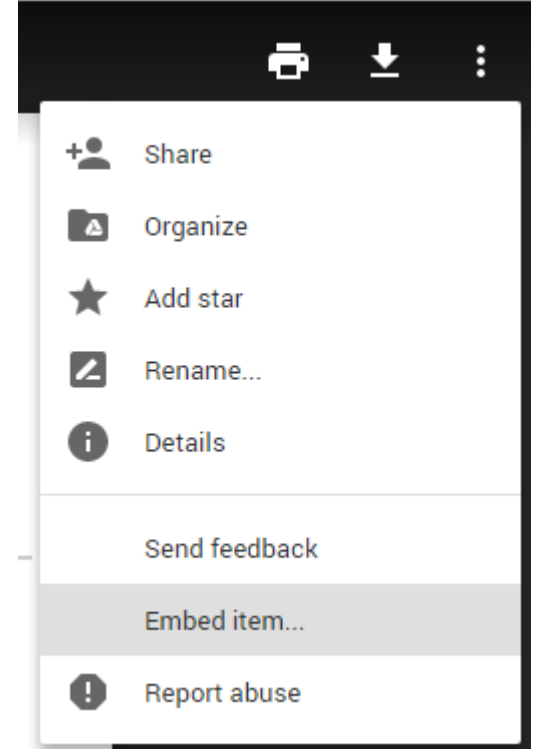 Share
Organize
Add star
Rename...
Details
Send feedback
Embed item...
Report abuse